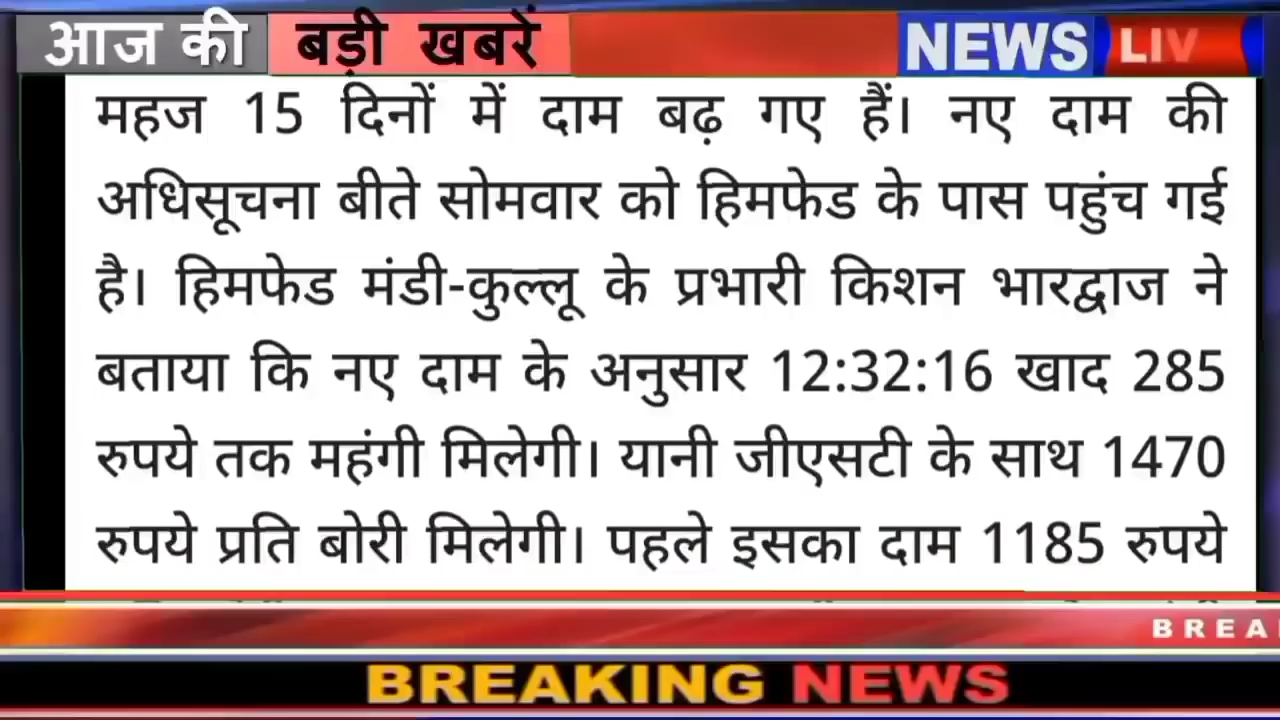 आज की बड़ी खबरें NEWS LIV
महज 15 दिनों में दाम बढ़ गए हैं। नए दाम की
अधिसूचना बीते सोमवार को हिमफेड के पास पहुंच गई
है। हिमफेड मंडी-कुल्लू के प्रभारी किशन भारद्वाज ने
बताया कि नए दाम के अनुसार 12:32:16 खाद 285
रुपये तक महंगी मिलेगी। यानी जीएसटी के साथ 1470
रुपये प्रति बोरी मिलेगी। पहले इसका दाम 1185 रुपये
BREA
BREAKING NEWS